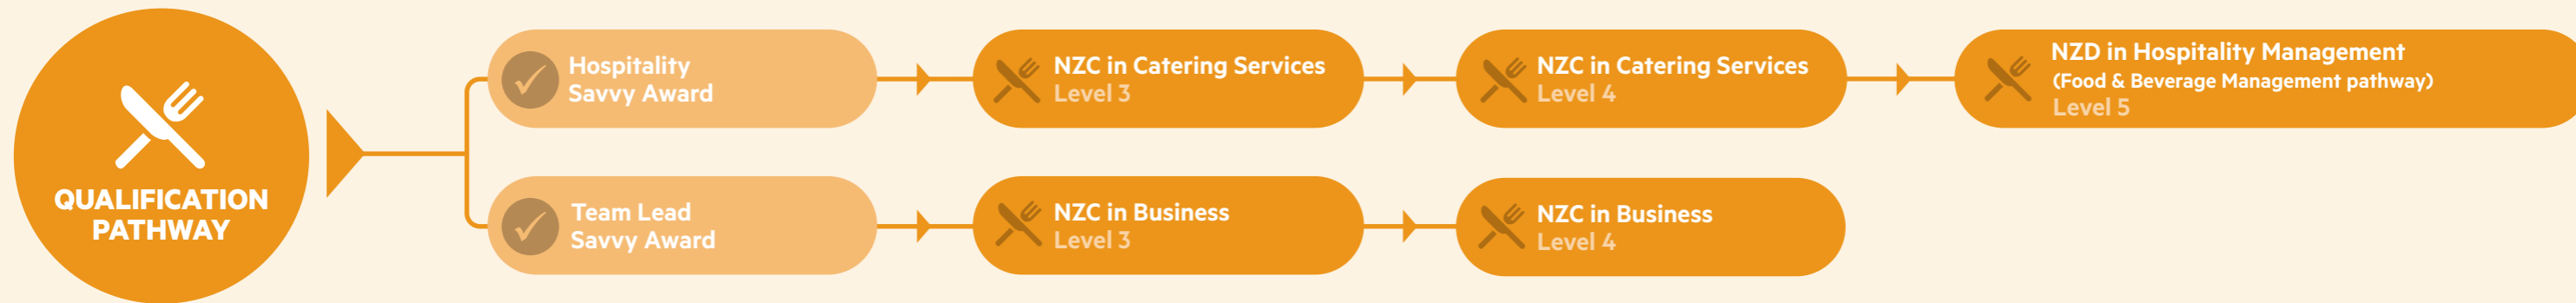 QUALIFICATION
PATHWAY
Hospitality
Savvy Award
NZC in Catering Services
Level 3
NZC in Catering Services
Level 4
NZD in Hospitality Management
(Food & Beverage Management pathway)
Level 5
Team Lead
Savvy Award
NZC in Business
Level 3
NZC in Business
Level 4